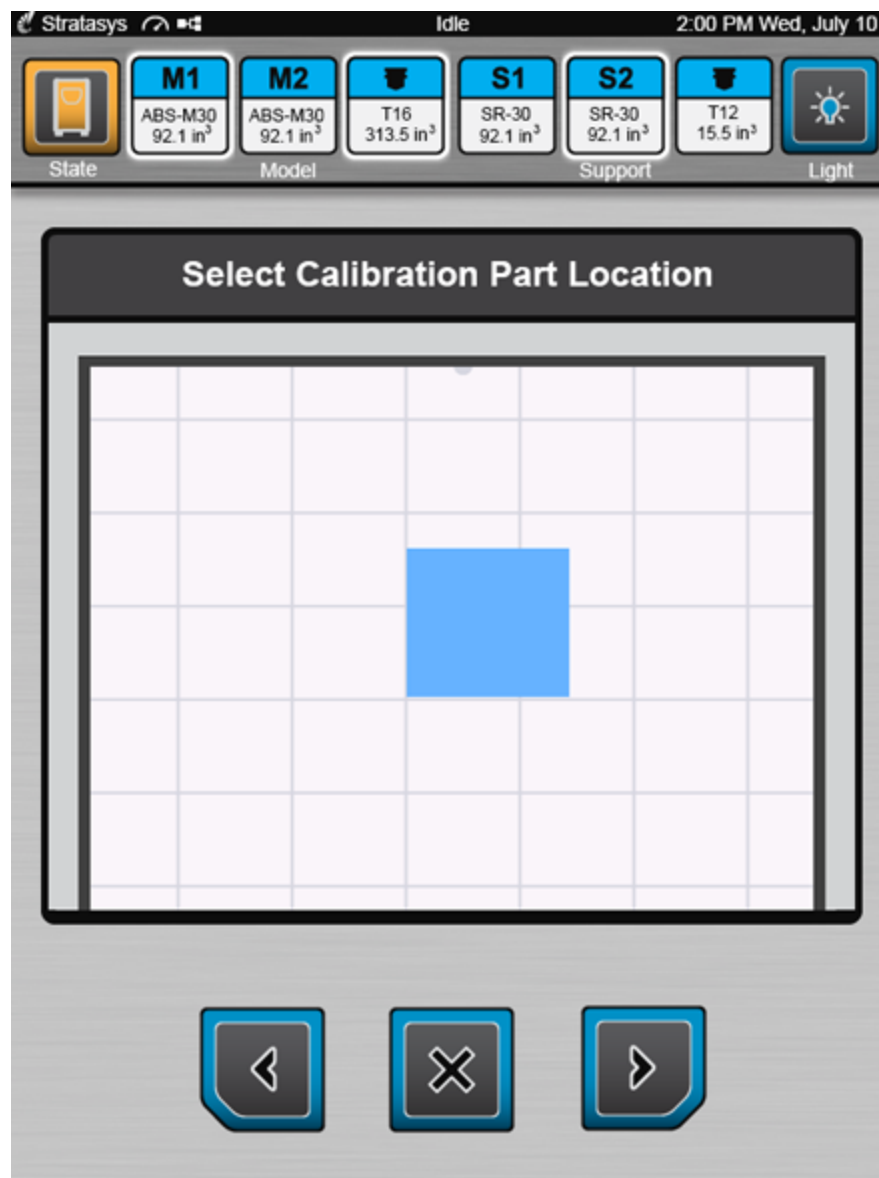 Stratasys Idle 2:00 PM Wed, July 10
M1 M2 S1 S2
ABS-M30 ABS-M30 T16 SR-30 SR-30 T12
92.1 in³ 92.1 in³ 313.5 in³ 92.1 in³ 92.1 in³ 15.5 in³
State Model Support Light
Select Calibration Part Location